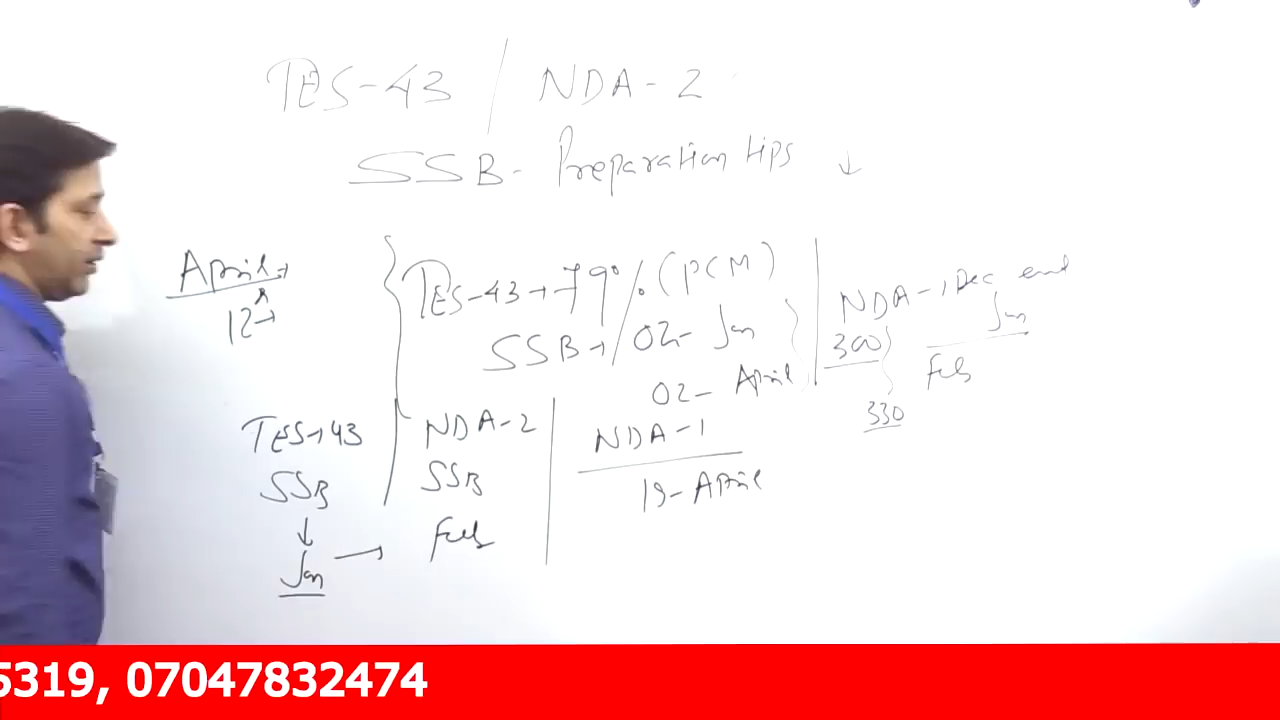 TES-43 / NDA-2
SSB- Preparation tips ↓
April →
12 →
TES-43 → 79% (PCM)
SSB → 02- Jan
02- April
NDA- Dec end
Jan
300
Feb
330
TES-43
SSB
↓
Jan →
NDA-2
SSB
Feb
NDA-1
19-April
5319, 07047832474